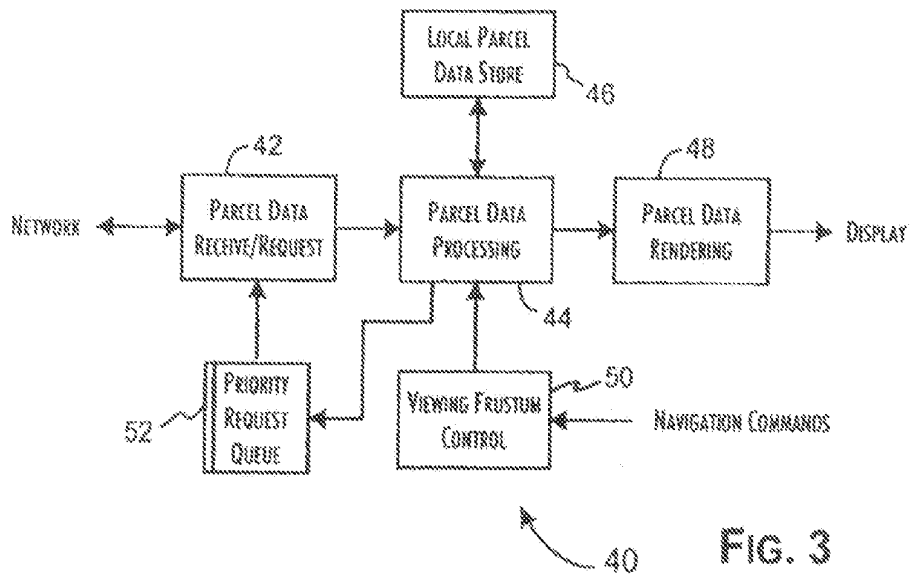 LOCAL PARCEL
DATA STORE
46
42
48
NETWORK
PARCEL DATA
RECEIVE/REQUEST
PARCEL DATA
PROCESSING
PARCEL DATA
RENDERING
DISPLAY
44
52
PRIORITY
REQUEST
QUEUE
VIEWING FRUSTUM
CONTROL
50
NAVIGATION COMMANDS
40
FIG. 3